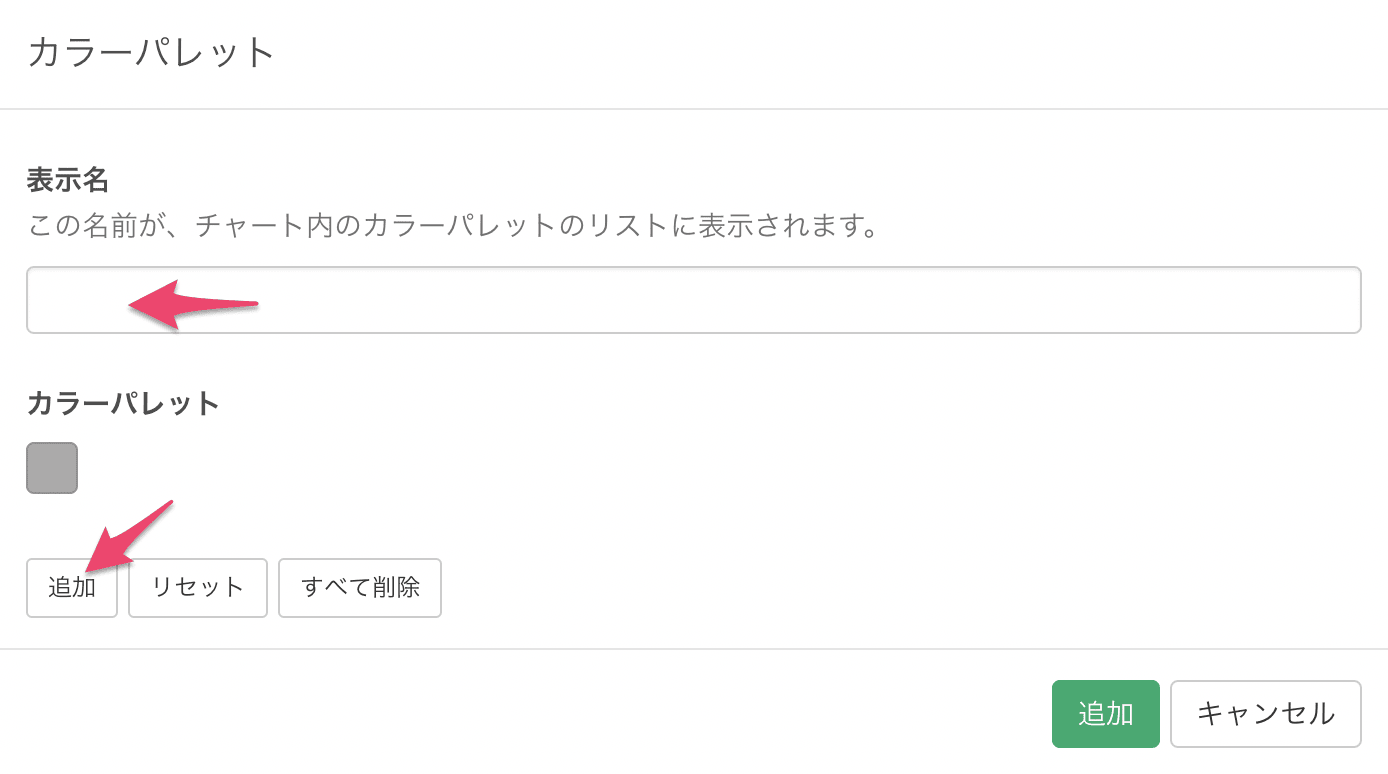 カラーパレット
表示名
この名前が、チャート内のカラーパレットのリストに表示されます。
カラーパレット
追加 リセット すべて削除
追加 キャンセル